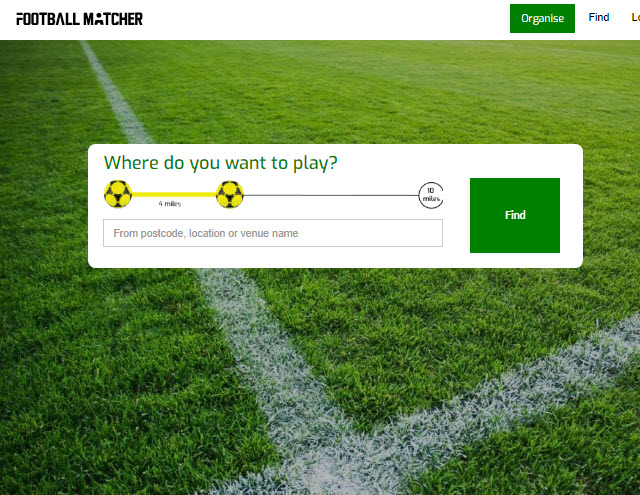 FOOTBALL MATCHER
Organise
Find
Where do you want to play?
4 miles
10
miles
From postcode, location or venue name
Find